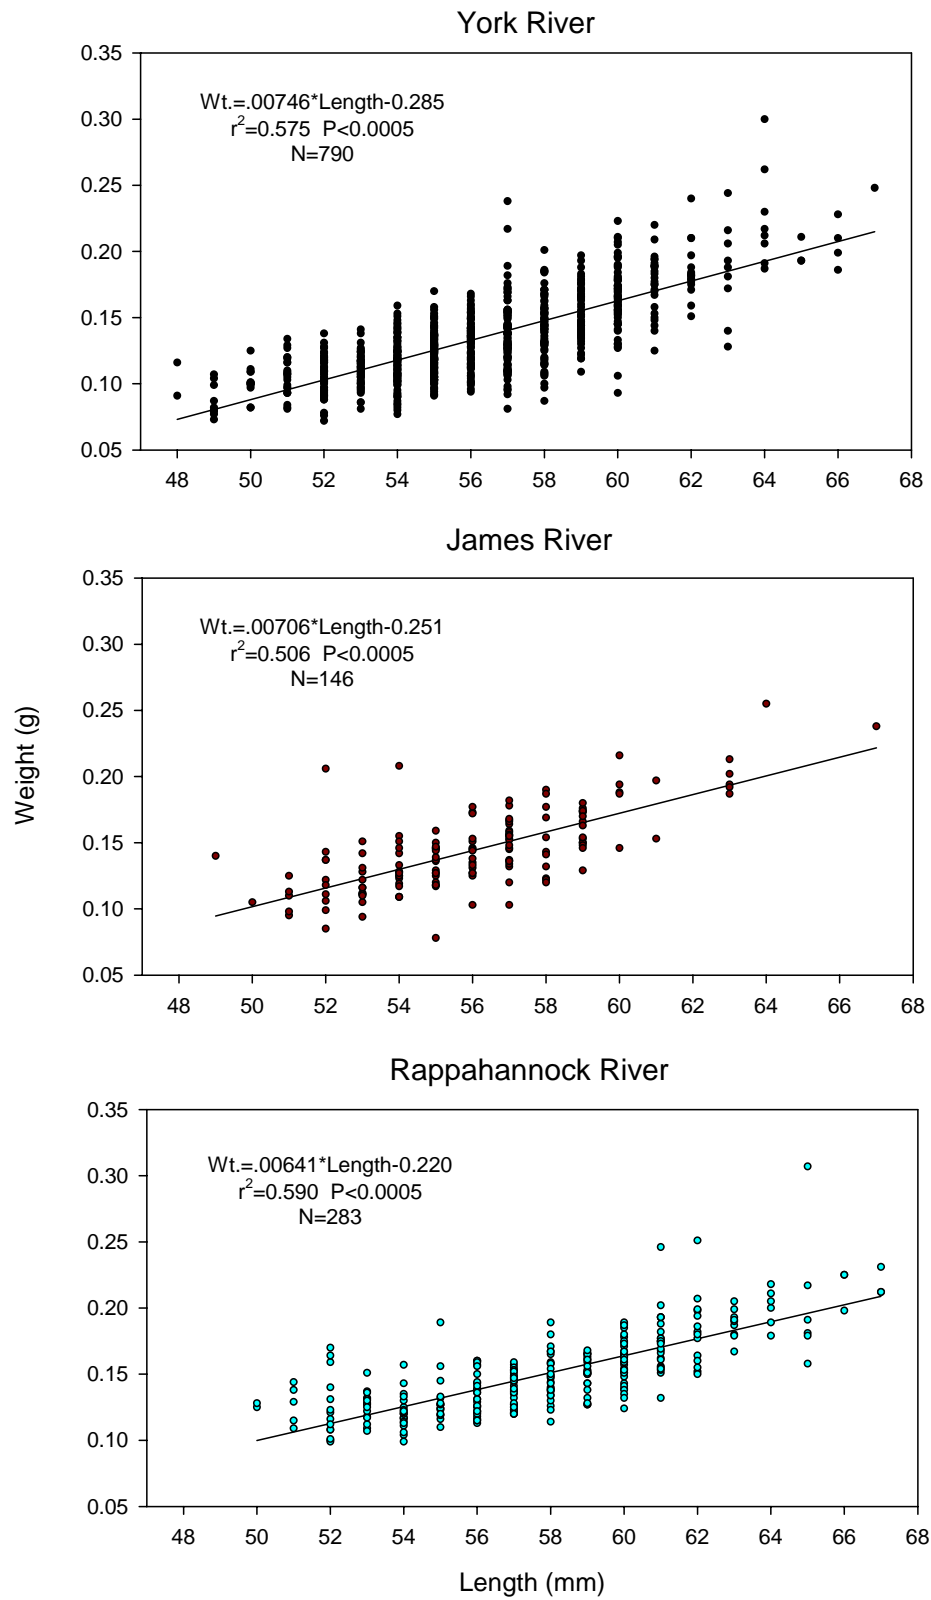 York River
Wt.=.00746*Length-0.285
r²=0.575 P<0.0005
N=790
0.35
0.30
0.25
0.20
0.15
0.10
0.05
48 50 52 54 56 58 60 62 64 66 68
James River
Wt.=.00706*Length-0.251
r²=0.506 P<0.0005
N=146
Weight (g)
0.35
0.30
0.25
0.20
0.15
0.10
0.05
48 50 52 54 56 58 60 62 64 66 68
Rappahannock River
Wt.=.00641*Length-0.220
r²=0.590 P<0.0005
N=283
0.35
0.30
0.25
0.20
0.15
0.10
0.05
48 50 52 54 56 58 60 62 64 66 68
Length (mm)